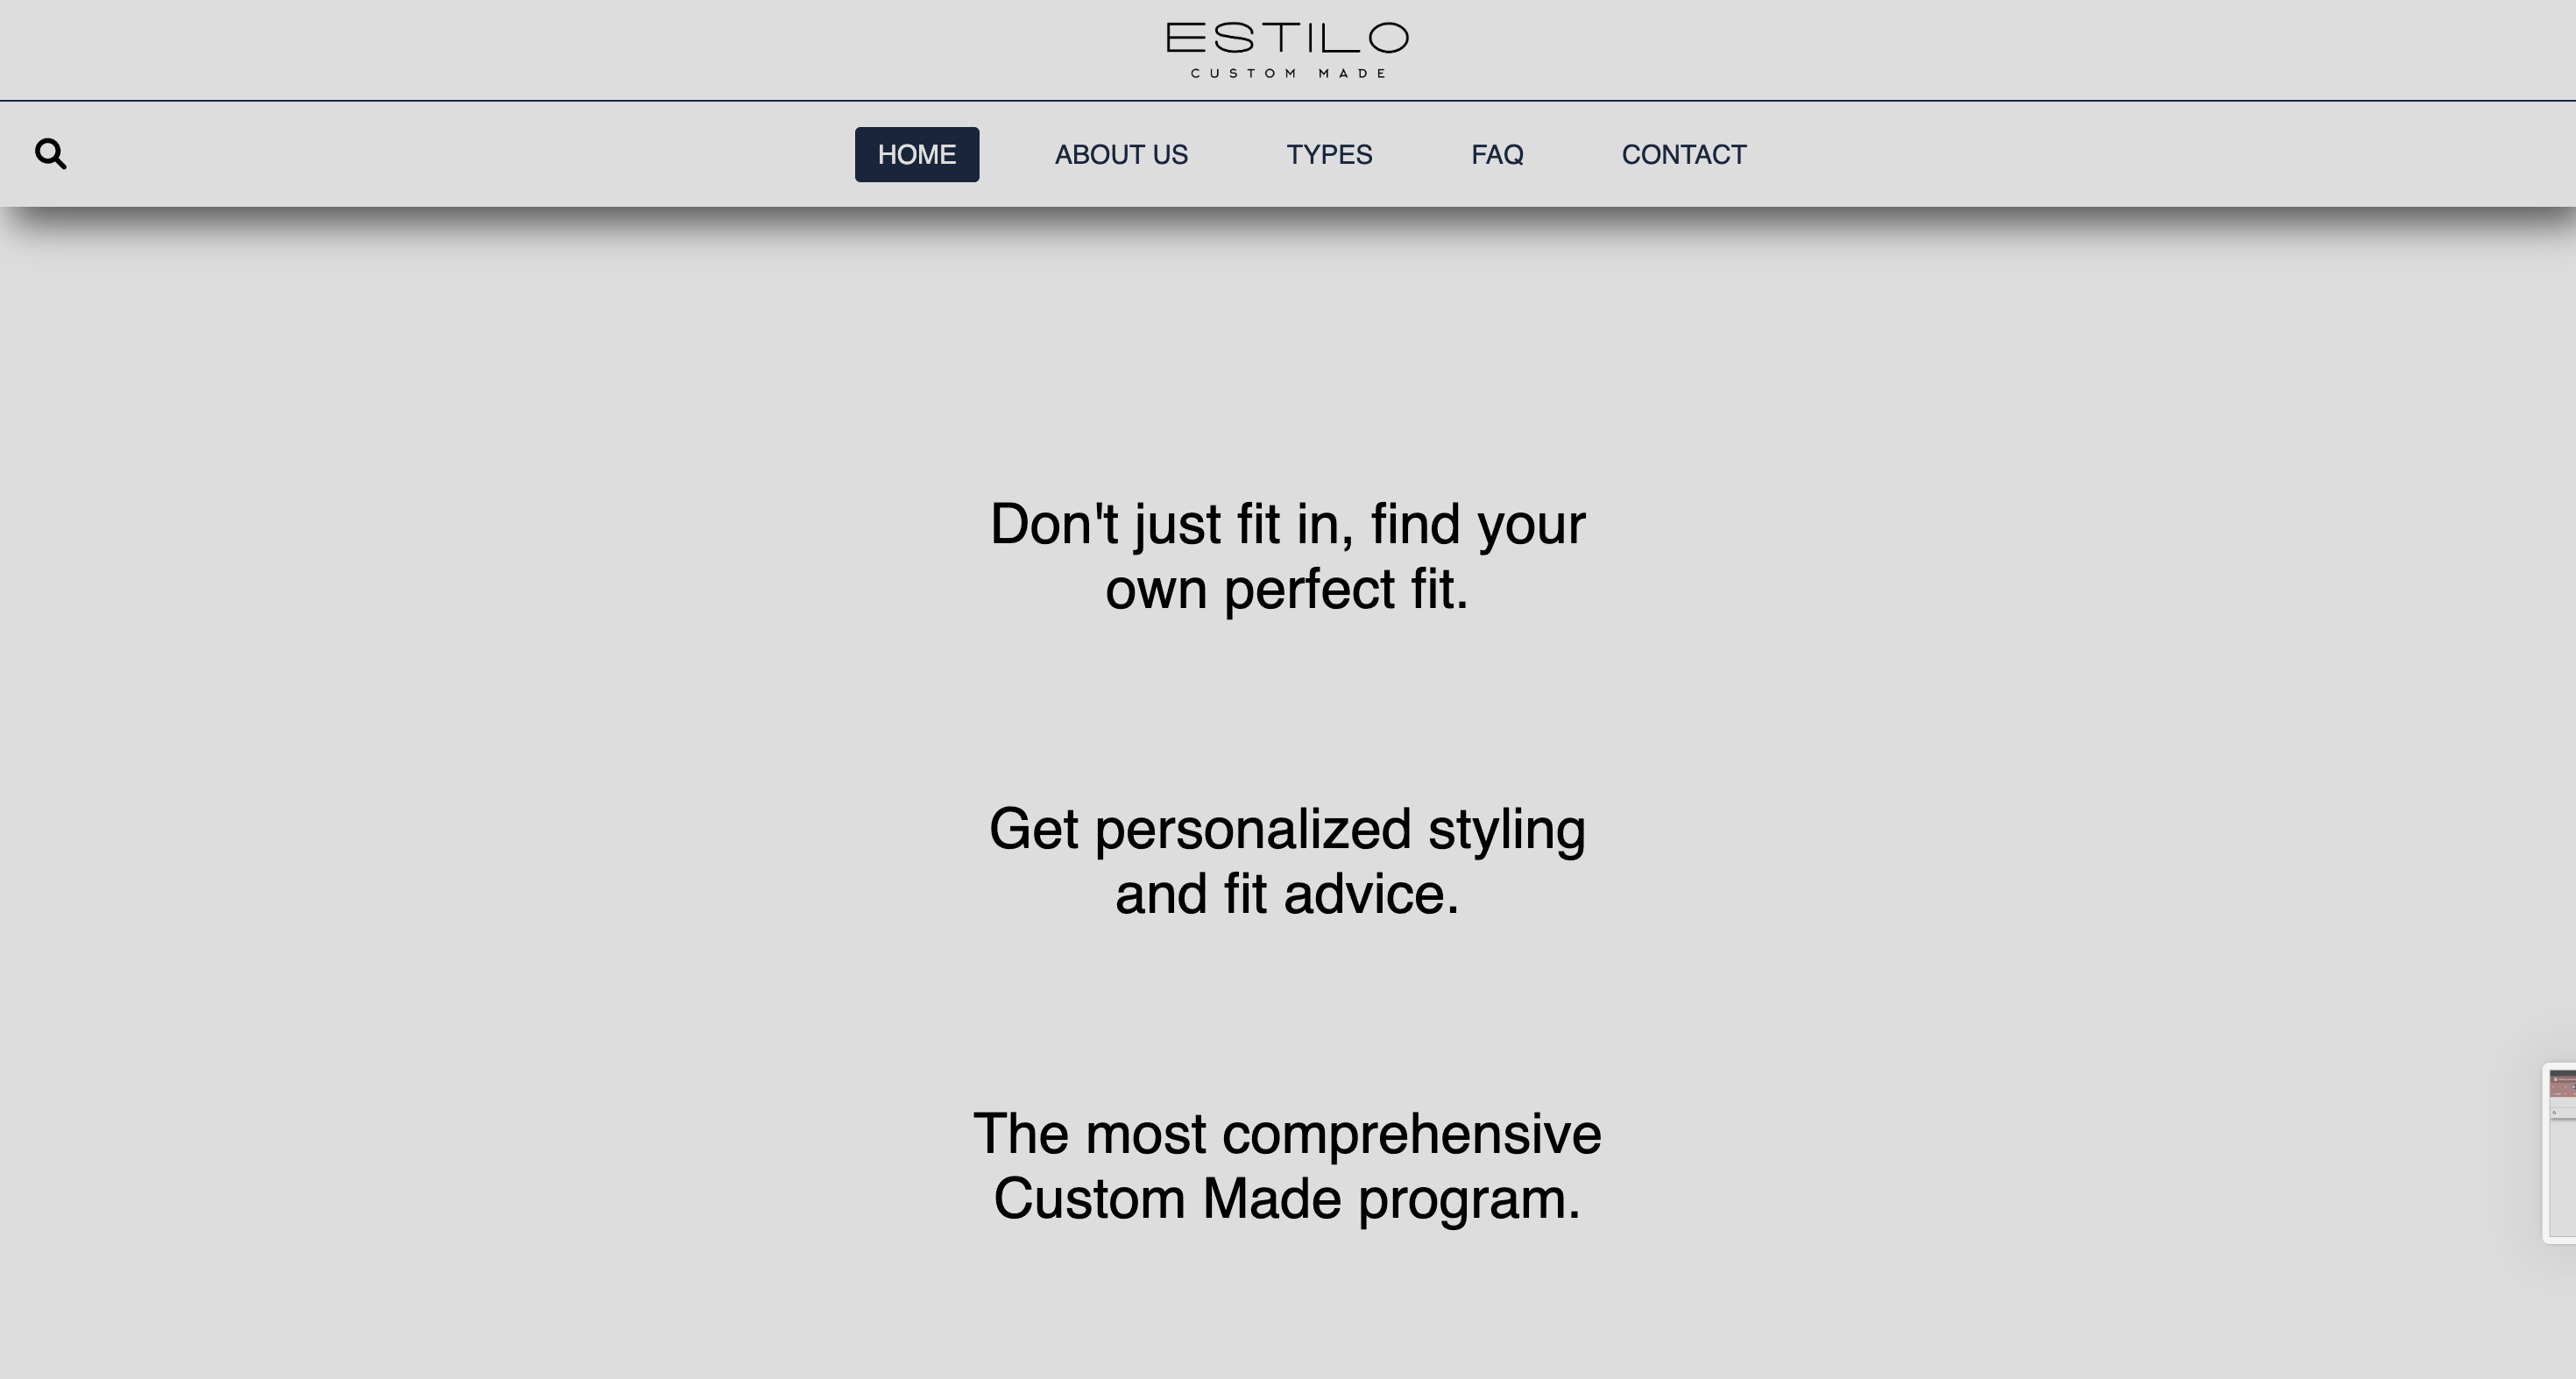 ESTILO
CUSTOM MADE
HOME ABOUT US TYPES FAQ CONTACT
Don't just fit in, find your
own perfect fit.
Get personalized styling
and fit advice.
The most comprehensive
Custom Made program.